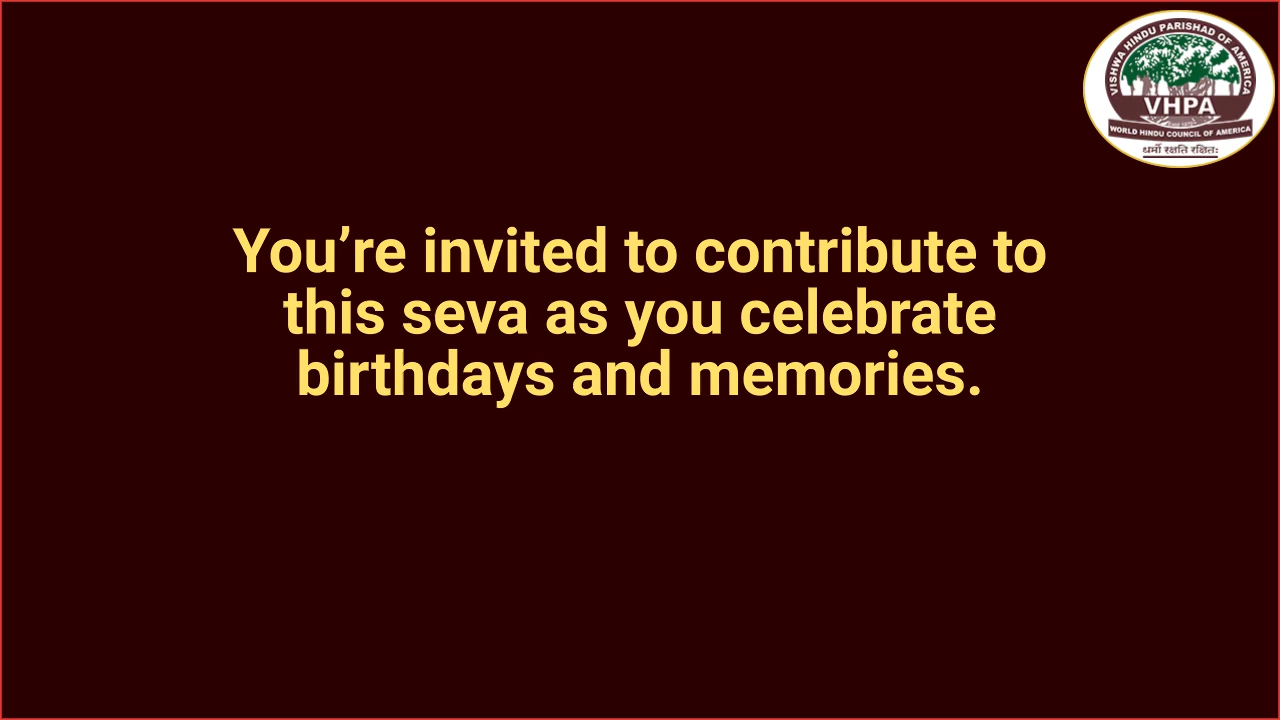 VISHWA HINDU PARISHAD OF AMERICA
VHPA
WORLD HINDU COUNCIL OF AMERICA
धर्मो रक्षति रक्षितः
You’re invited to contribute to
this seva as you celebrate
birthdays and memories.